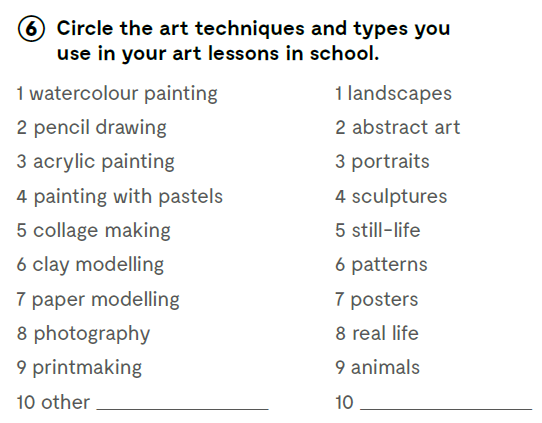 6 Circle the art techniques and types you
use in your art lessons in school.
1 watercolour painting
2 pencil drawing
3 acrylic painting
4 painting with pastels
5 collage making
6 clay modelling
7 paper modelling
8 photography
9 printmaking
10 other
1 landscapes
2 abstract art
3 portraits
4 sculptures
5 still-life
6 patterns
7 posters
8 real life
9 animals
10